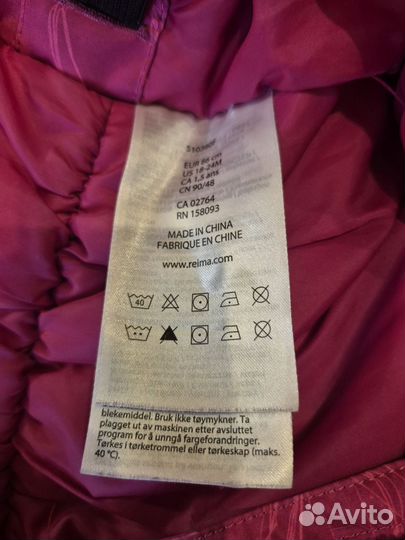 EUR 86 cm
US 18-24M
CA 1,5 ans
CN 90/48
CA 02764
RN 158093
MADE IN CHINA
FABRIQUE EN CHINE
www.reima.com
40
blekemiddel. Bruk ikke tøymykner. Ta
plagget ut av maskinen etter avsluttet
program for å unngå fargeforandringer.
Tørkes i tørketrommel eller tørkeskap (maks.
40 °C).
Avito